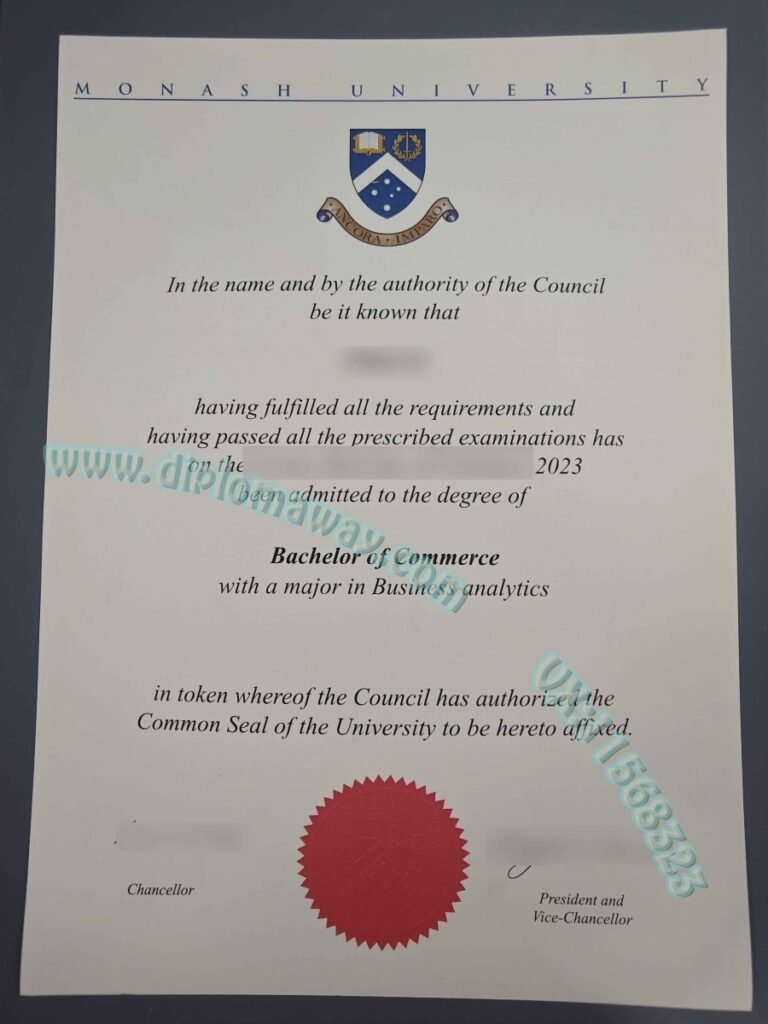 MONASH UNIVERSITY
ANCORA · IMPARO
In the name and by the authority of the Council
be it known that
having fulfilled all the requirements and
having passed all the prescribed examinations has
on the 2023
been admitted to the degree of
www.diplomaway.com
Bachelor of Commerce
with a major in Business analytics
in token whereof the Council has authorized the
Common Seal of the University to be hereto affixed.
Chancellor
President and
Vice-Chancellor